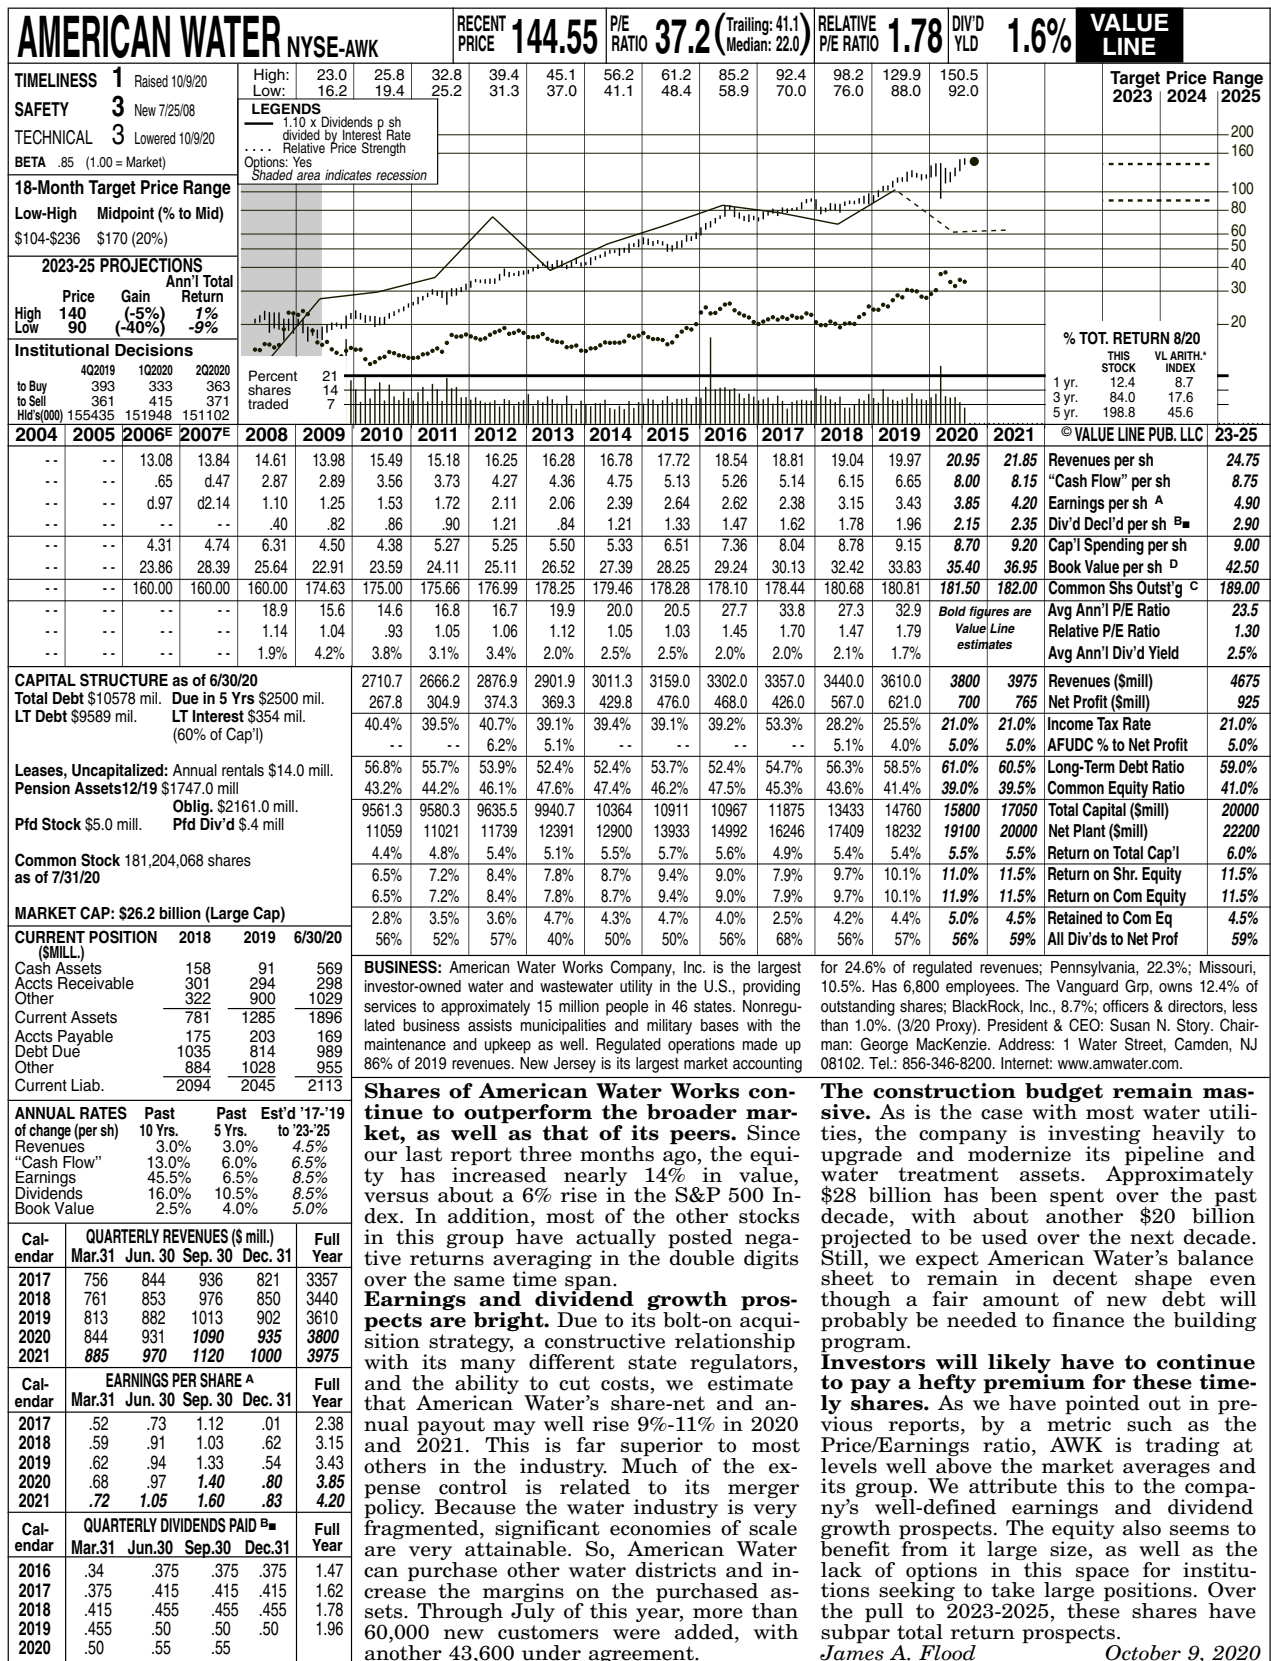 AMERICAN WATER NYSE-AWK
RECENT PRICE 144.55
P/E RATIO 37.2 (Trailing: 41.1 Median: 22.0)
RELATIVE P/E RATIO 1.78
DIV'D YLD 1.6%
VALUE LINE
TIMELINESS 1 Raised 10/9/20
SAFETY 3 New 7/25/08
TECHNICAL 3 Lowered 10/9/20
BETA .85 (1.00 = Market)
18-Month Target Price Range
Low-High Midpoint (% to Mid)
$104-$236 $170 (20%)
2023-25 PROJECTIONS
Ann'l Total
Price Gain Return
High 140 (-5%) 1%
Low 90 (-40%) -9%
Institutional Decisions
4Q2019 1Q2020 2Q2020
to Buy 393 333 363
to Sell 361 415 371
Hld's(000) 155435 151948 151102
High: 23.0 25.8 32.8 39.4 45.1 56.2 61.2 85.2 92.4 98.2 129.9 150.5
Low: 16.2 19.4 25.2 31.3 37.0 41.1 48.4 58.9 70.0 76.0 88.0 92.0
LEGENDS
1.10 x Dividends p sh
divided by Interest Rate
. . . . Relative Price Strength
Options: Yes
Shaded area indicates recession
Target Price Range
2023 2024 2025
200
160
100
80
60
50
40
30
20
Percent 21
shares 14
traded 7
% TOT. RETURN 8/20
THIS VL ARITH.*
STOCK INDEX
1 yr. 12.4 8.7
3 yr. 84.0 17.6
5 yr. 198.8 45.6
2004 2005 2006E 2007E 2008 2009 2010 2011 2012 2013 2014 2015 2016 2017 2018 2019 2020 2021 © VALUE LINE PUB. LLC 23-25
- - - - 13.08 13.84 14.61 13.98 15.49 15.18 16.25 16.28 16.78 17.72 18.54 18.81 19.04 19.97 20.95 21.85 Revenues per sh 24.75
- - - - .65 d.47 2.87 2.89 3.56 3.73 4.27 4.36 4.75 5.13 5.26 5.14 6.15 6.65 8.00 8.15 "Cash Flow" per sh 8.75
- - - - d.97 d2.14 1.10 1.25 1.53 1.72 2.11 2.06 2.39 2.64 2.62 2.38 3.15 3.43 3.85 4.20 Earnings per sh A 4.90
- - - - - - - - .40 .82 .86 .90 1.21 .84 1.21 1.33 1.47 1.62 1.78 1.96 2.15 2.35 Div'd Decl'd per sh B■ 2.90
- - - - 4.31 4.74 6.31 4.50 4.38 5.27 5.25 5.50 5.33 6.51 7.36 8.04 8.78 9.15 8.70 9.20 Cap'l Spending per sh 9.00
- - - - 23.86 28.39 25.64 22.91 23.59 24.11 25.11 26.52 27.39 28.25 29.24 30.13 32.42 33.83 35.40 36.95 Book Value per sh D 42.50
- - - - 160.00 160.00 160.00 174.63 175.00 175.66 176.99 178.25 179.46 178.28 178.10 178.44 180.68 180.81 181.50 182.00 Common Shs Outst'g C 189.00
- - - - - - - - 18.9 15.6 14.6 16.8 16.7 19.9 20.0 20.5 27.7 33.8 27.3 32.9 Bold figures are Avg Ann'l P/E Ratio 23.5
- - - - - - - - 1.14 1.04 .93 1.05 1.06 1.12 1.05 1.03 1.45 1.70 1.47 1.79 Value Line Relative P/E Ratio 1.30
- - - - - - - - 1.9% 4.2% 3.8% 3.1% 3.4% 2.0% 2.5% 2.5% 2.0% 2.0% 2.1% 1.7% estimates Avg Ann'l Div'd Yield 2.5%
CAPITAL STRUCTURE as of 6/30/20
Total Debt $10578 mil. Due in 5 Yrs $2500 mil.
LT Debt $9589 mil. LT Interest $354 mil.
(60% of Cap'l)
Leases, Uncapitalized: Annual rentals $14.0 mil.
Pension Assets12/19 $1747.0 mill
Oblig. $2161.0 mill.
Pfd Stock $5.0 mill. Pfd Div'd $.4 mill
Common Stock 181,204,068 shares
as of 7/31/20
MARKET CAP: $26.2 billion (Large Cap)
2710.7 2666.2 2876.9 2901.9 3011.3 3159.0 3302.0 3357.0 3440.0 3610.0 3800 3975 Revenues ($mill) 4675
267.8 304.9 374.3 369.3 429.8 476.0 468.0 426.0 567.0 621.0 700 765 Net Profit ($mill) 925
40.4% 39.5% 40.7% 39.1% 39.4% 39.1% 39.2% 53.3% 28.2% 25.5% 21.0% 21.0% Income Tax Rate 21.0%
- - - - 6.2% 5.1% - - - - - - - - 5.1% 4.0% 5.0% 5.0% AFUDC % to Net Profit 5.0%
56.8% 55.7% 53.9% 52.4% 52.4% 53.7% 52.4% 54.7% 56.3% 58.5% 61.0% 60.5% Long-Term Debt Ratio 59.0%
43.2% 44.2% 46.1% 47.6% 47.4% 46.2% 47.5% 45.3% 43.6% 41.4% 39.0% 39.5% Common Equity Ratio 41.0%
9561.3 9580.3 9635.5 9940.7 10364 10911 10967 11875 13433 14760 15800 17050 Total Capital ($mill) 20000
11059 11021 11739 12391 12900 13933 14992 16246 17409 18232 19100 20000 Net Plant ($mill) 22200
4.4% 4.8% 5.4% 5.1% 5.5% 5.7% 5.6% 4.9% 5.4% 5.4% 5.5% 5.5% Return on Total Cap'l 6.0%
6.5% 7.2% 8.4% 7.8% 8.7% 9.4% 9.0% 7.9% 9.7% 10.1% 11.0% 11.5% Return on Shr. Equity 11.5%
6.5% 7.2% 8.4% 7.8% 8.7% 9.4% 9.0% 7.9% 9.7% 10.1% 11.9% 11.5% Return on Com Equity 11.5%
2.8% 3.5% 3.6% 4.7% 4.3% 4.7% 4.0% 2.5% 4.2% 4.4% 5.0% 4.5% Retained to Com Eq 4.5%
56% 52% 57% 40% 50% 50% 56% 68% 56% 57% 56% 59% All Div'ds to Net Prof 59%
CURRENT POSITION 2018 2019 6/30/20
($MILL.)
Cash Assets 158 91 569
Accts Receivable 301 294 298
Other 322 900 1029
Current Assets 781 1285 1896
Accts Payable 175 203 169
Debt Due 1035 814 989
Other 884 1028 955
Current Liab. 2094 2045 2113
ANNUAL RATES Past Past Est'd '17-'19
of change (per sh) 10 Yrs. 5 Yrs. to '23-'25
Revenues 3.0% 3.0% 4.5%
"Cash Flow" 13.0% 6.0% 6.5%
Earnings 45.5% 6.5% 8.5%
Dividends 16.0% 10.5% 8.5%
Book Value 2.5% 4.0% 5.0%
Cal- QUARTERLY REVENUES ($ mill.) Full
endar Mar.31 Jun. 30 Sep. 30 Dec. 31 Year
2017 756 844 936 821 3357
2018 761 853 976 850 3440
2019 813 882 1013 902 3610
2020 844 931 1090 935 3800
2021 885 970 1120 1000 3975
Cal- EARNINGS PER SHARE A Full
endar Mar.31 Jun. 30 Sep. 30 Dec. 31 Year
2017 .52 .73 1.12 .01 2.38
2018 .59 .91 1.03 .62 3.15
2019 .62 .94 1.33 .54 3.43
2020 .68 .97 1.40 .80 3.85
2021 .72 1.05 1.60 .83 4.20
Cal- QUARTERLY DIVIDENDS PAID B■ Full
endar Mar.31 Jun.30 Sep.30 Dec.31 Year
2016 .34 .375 .375 .375 1.47
2017 .375 .415 .415 .415 1.62
2018 .415 .455 .455 .455 1.78
2019 .455 .50 .50 .50 1.96
2020 .50 .55 .55
BUSINESS: American Water Works Company, Inc. is the largest
investor-owned water and wastewater utility in the U.S., providing
services to approximately 15 million people in 46 states. Nonregu-
lated business assists municipalities and military bases with the
maintenance and upkeep as well. Regulated operations made up
86% of 2019 revenues. New Jersey is its largest market accounting
for 24.6% of regulated revenues; Pennsylvania, 22.3%; Missouri,
10.5%. Has 6,800 employees. The Vanguard Grp, owns 12.4% of
outstanding shares; BlackRock, Inc., 8.7%; officers & directors, less
than 1.0%. (3/20 Proxy). President & CEO: Susan N. Story. Chair-
man: George MacKenzie. Address: 1 Water Street, Camden, NJ
08102. Tel.: 856-346-8200. Internet: www.amwater.com.
Shares of American Water Works con-
tinue to outperform the broader mar-
ket, as well as that of its peers. Since
our last report three months ago, the equi-
ty has increased nearly 14% in value,
versus about a 6% rise in the S&P 500 In-
dex. In addition, most of the other stocks
in this group have actually posted nega-
tive returns averaging in the double digits
over the same time span.
Earnings and dividend growth pros-
pects are bright. Due to its bolt-on acqui-
sition strategy, a constructive relationship
with its many different state regulators,
and the ability to cut costs, we estimate
that American Water's share-net and an-
nual payout may well rise 9%-11% in 2020
and 2021. This is far superior to most
others in the industry. Much of the ex-
pense control is related to its merger
policy. Because the water industry is very
fragmented, significant economies of scale
are very attainable. So, American Water
can purchase other water districts and in-
crease the margins on the purchased as-
sets. Through July of this year, more than
60,000 new customers were added, with
another 43,600 under agreement.
The construction budget remain mas-
sive. As is the case with most water utili-
ties, the company is investing heavily to
upgrade and modernize its pipeline and
water treatment assets. Approximately
$28 billion has been spent over the past
decade, with about another $20 billion
projected to be used over the next decade.
Still, we expect American Water's balance
sheet to remain in decent shape even
though a fair amount of new debt will
probably be needed to finance the building
program.
Investors will likely have to continue
to pay a hefty premium for these time-
ly shares. As we have pointed out in pre-
vious reports, by a metric such as the
Price/Earnings ratio, AWK is trading at
levels well above the market averages and
its group. We attribute this to the compa-
ny's well-defined earnings and dividend
growth prospects. The equity also seems to
benefit from it large size, as well as the
lack of options in this space for institu-
tions seeking to take large positions. Over
the pull to 2023-2025, these shares have
subpar total return prospects.
James A. Flood October 9, 2020